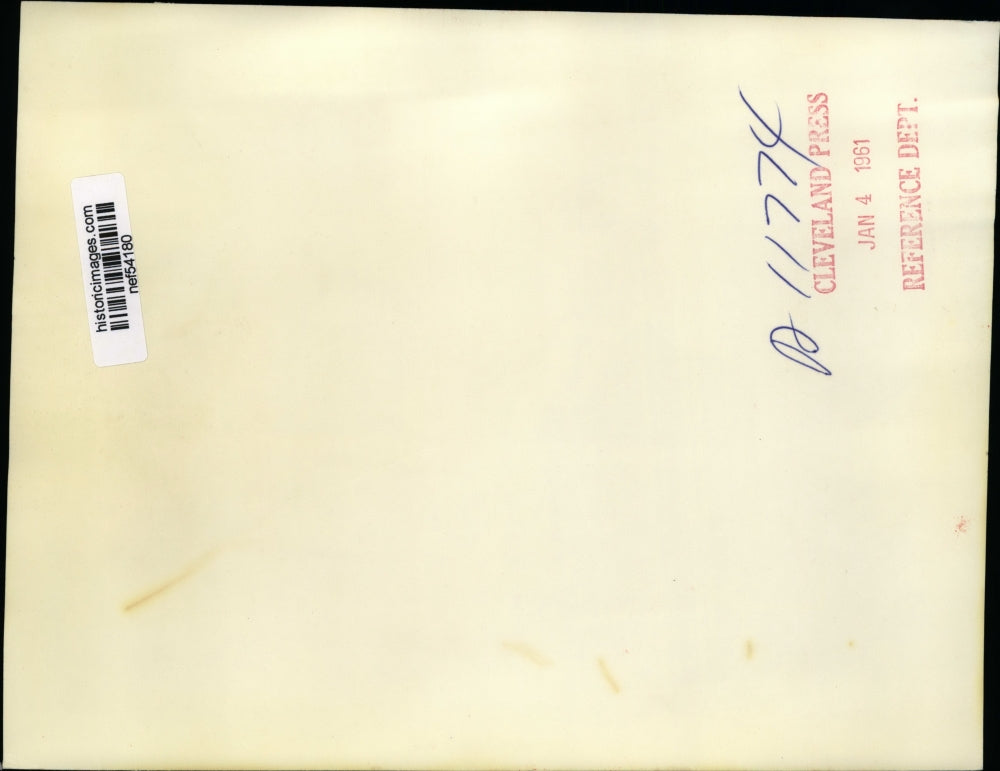 historicimages.com
nef54180
A 11774
CLEVELAND PRESS
JAN 4 1961
REFERENCE DEPT.